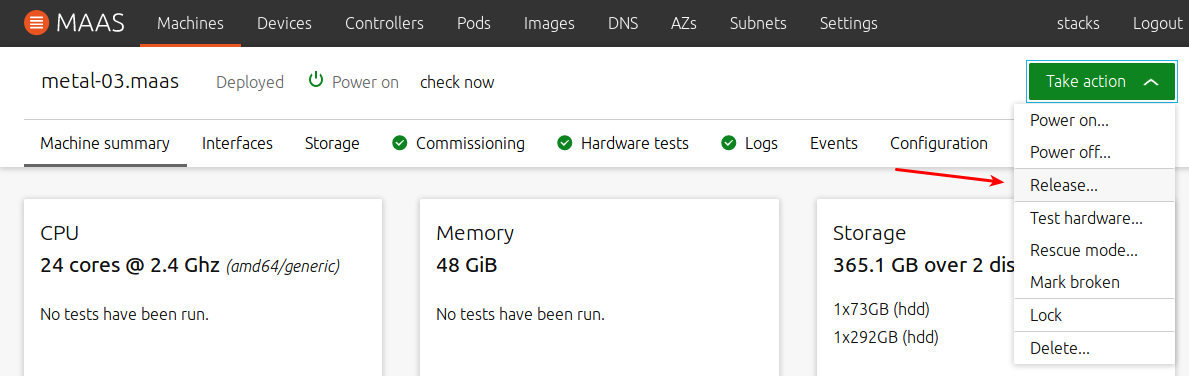 MAAS Machines Devices Controllers Pods Images DNS AZs Subnets Settings stacks Logout
metal-03.maas Deployed Power on check now Take action
Machine summary Interfaces Storage Commissioning Hardware tests Logs Events Configuration
Power on...
Power off...
Release...
Test hardware...
Rescue mode...
Mark broken
Lock
Delete...
CPU
24 cores @ 2.4 Ghz (amd64/generic)
No tests have been run.
Memory
48 GiB
No tests have been run.
Storage
365.1 GB over 2 dis
1x73GB (hdd)
1x292GB (hdd)